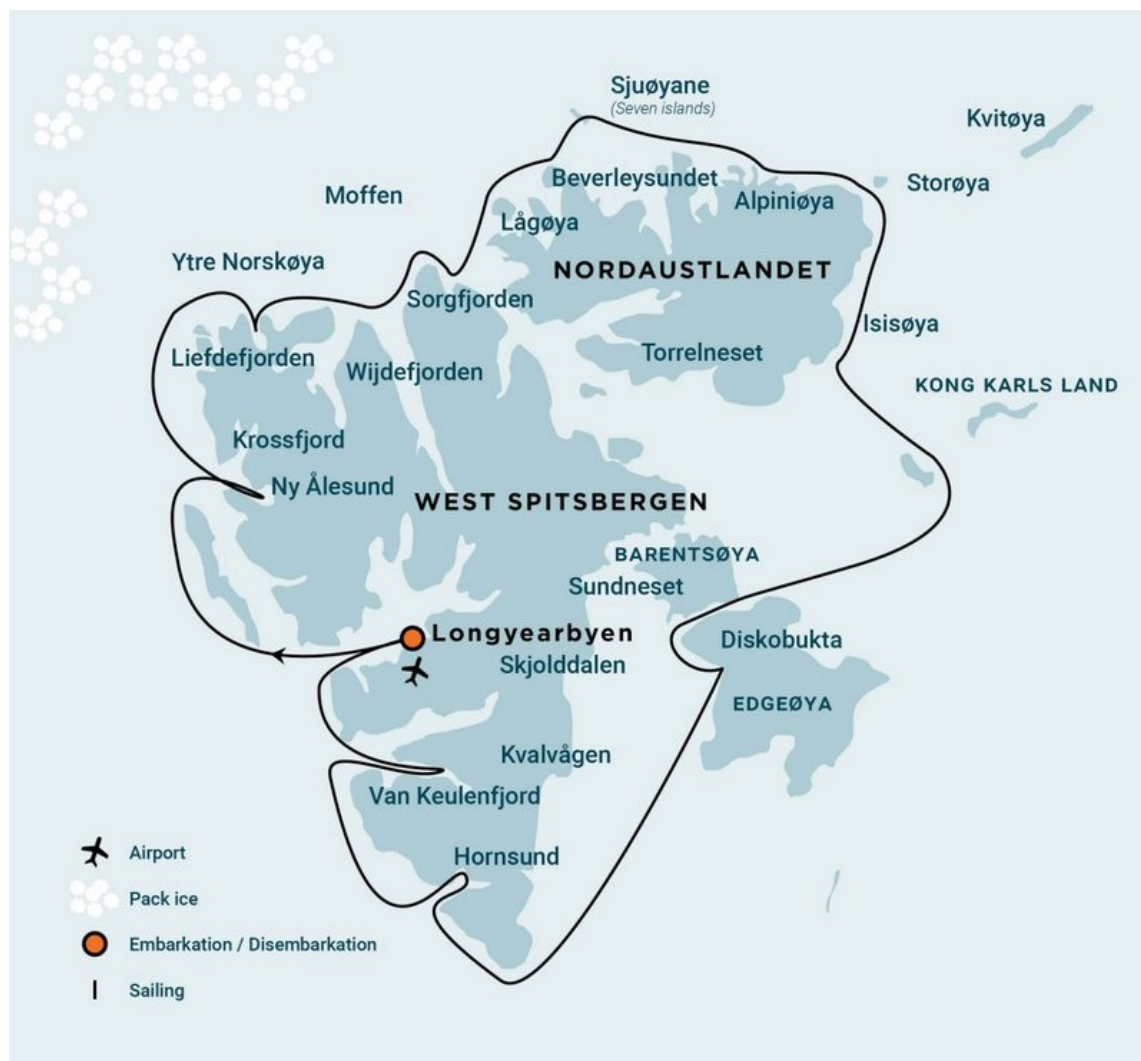 Sjuøyane
(Seven islands)
Kvitøya
Storøya
Beverleysundet
Alpiniøya
Moffen
Lågøya
Ytre Norskøya
NORDAUSTLANDET
Sorgfjorden
Isisøya
Liefdefjorden
Torrelneset
Wijdefjorden
KONG KARLS LAND
Krossfjord
Ny Ålesund
WEST SPITSBERGEN
BARENTSØYA
Sundneset
Longyearbyen
Diskobukta
Skjolddalen
EDGEØYA
Kvalvågen
Van Keulenfjord
Hornsund
Airport
Pack ice
Embarkation / Disembarkation
Sailing